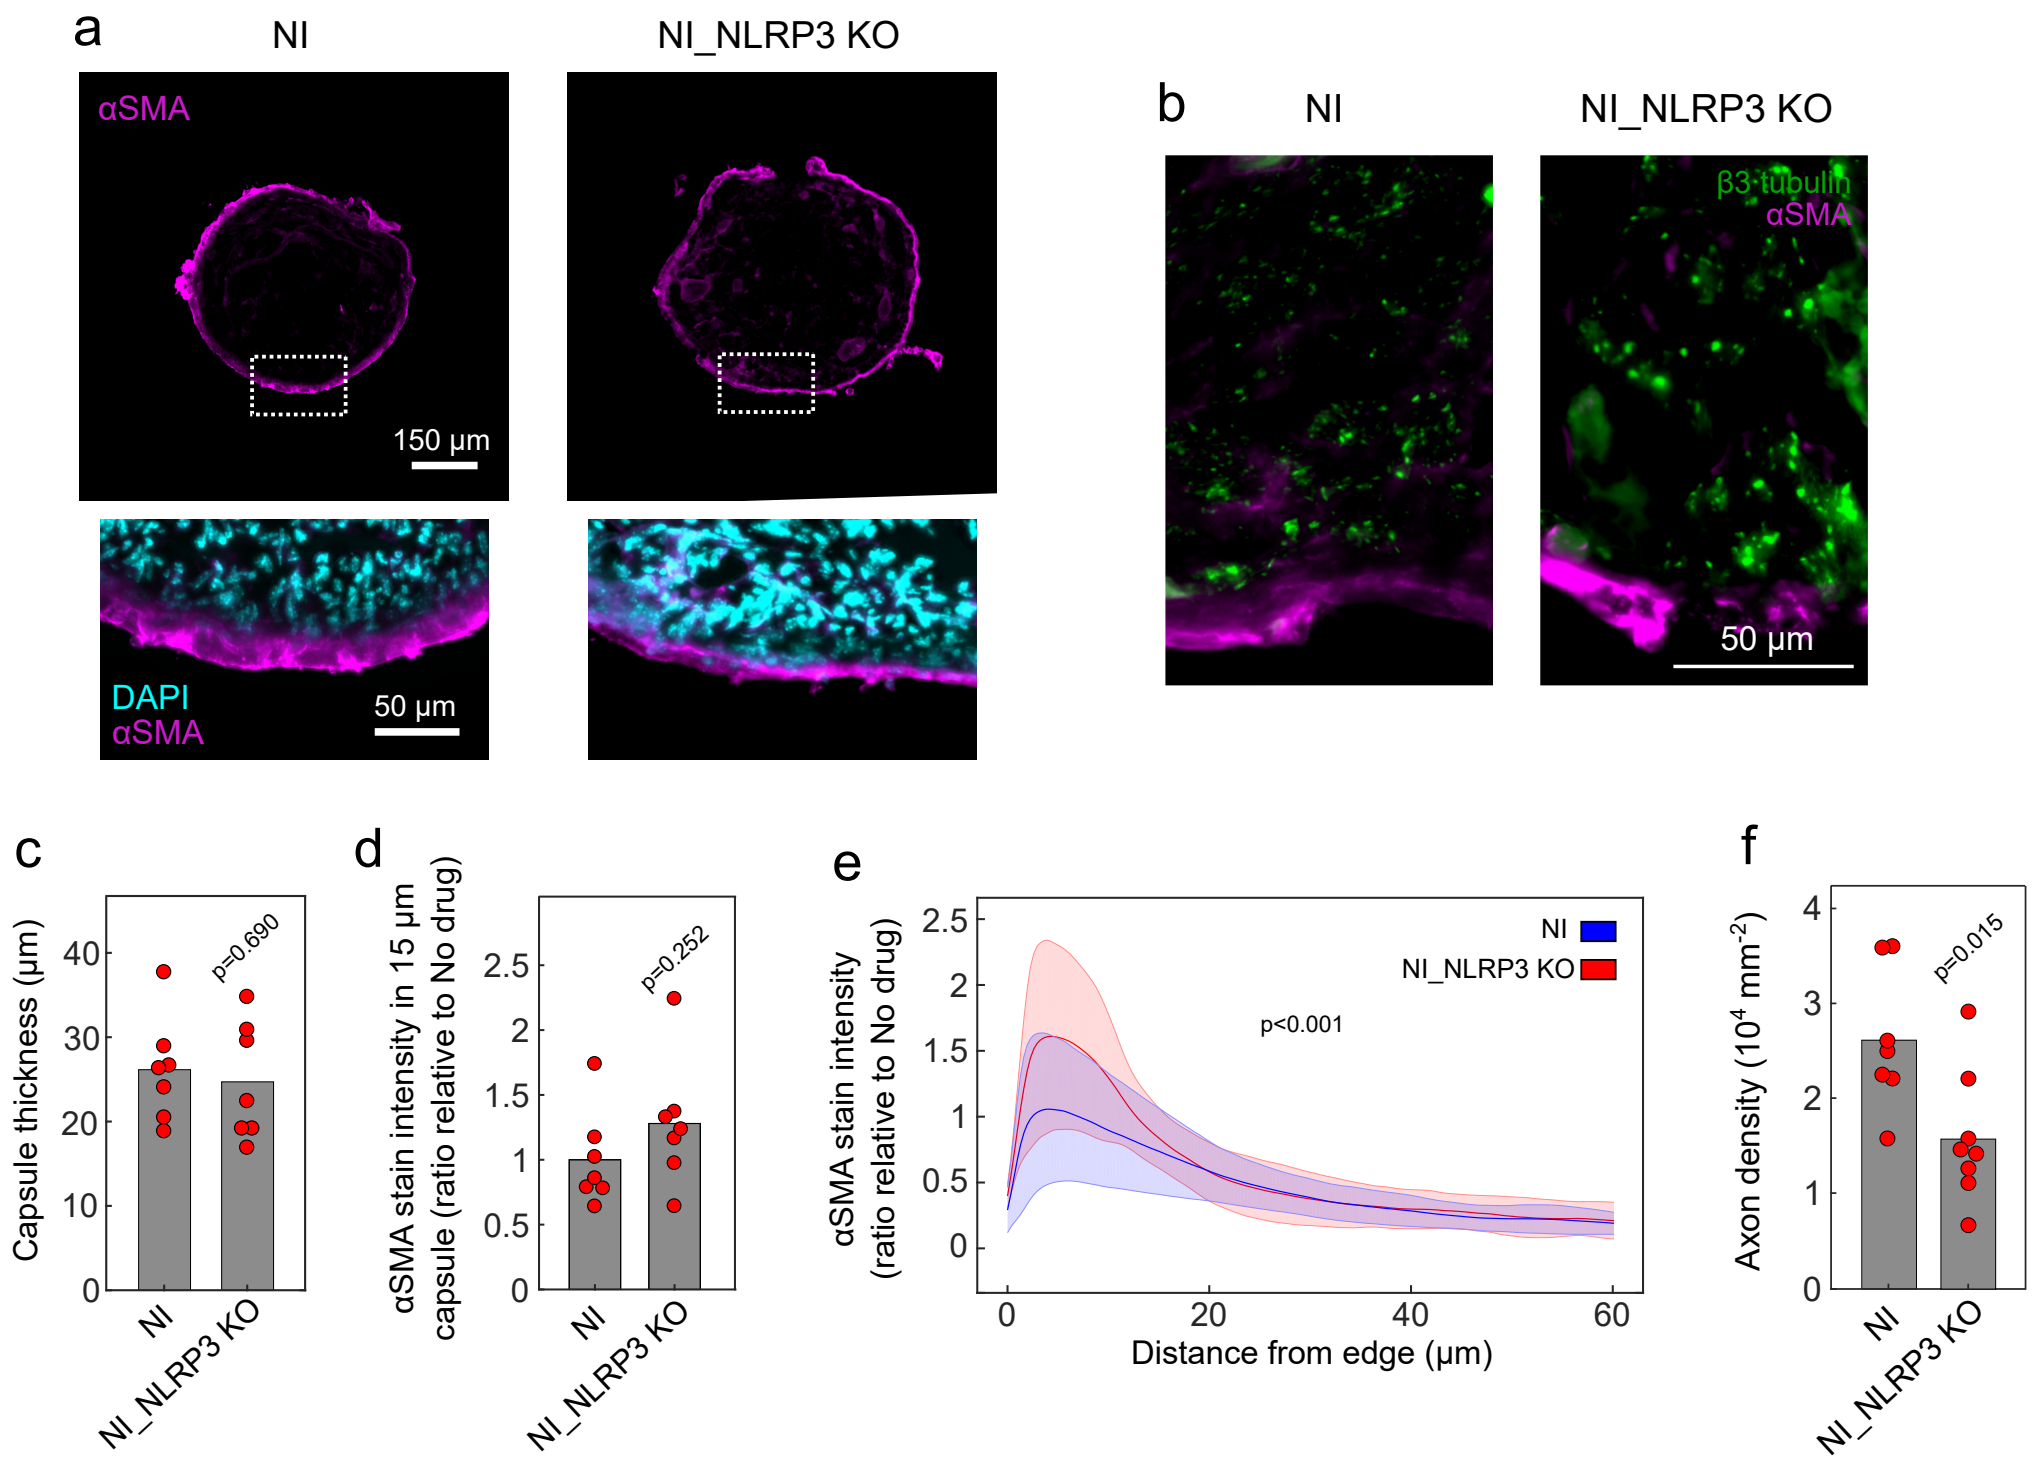 a
NI
NI_NLRP3 KO
αSMA
150 µm
DAPI
αSMA
50 µm
b
NI
NI_NLRP3 KO
β3 tubulin
αSMA
50 µm
c
Capsule thickness (µm)
40
30
20
10
0
p=0.690
NI
NI_NLRP3 KO
d
αSMA stain intensity in 15 µm
capsule (ratio relative to No drug)
2.5
2
1.5
1
0.5
0
p=0.252
NI
NI_NLRP3 KO
e
αSMA stain intensity
(ratio relative to No drug)
2.5
2
1.5
1
0.5
0
NI
NI_NLRP3 KO
p<0.001
0 20 40 60
Distance from edge (µm)
f
Axon density (10⁴ mm⁻²)
4
3
2
1
0
p=0.015
NI
NI_NLRP3 KO